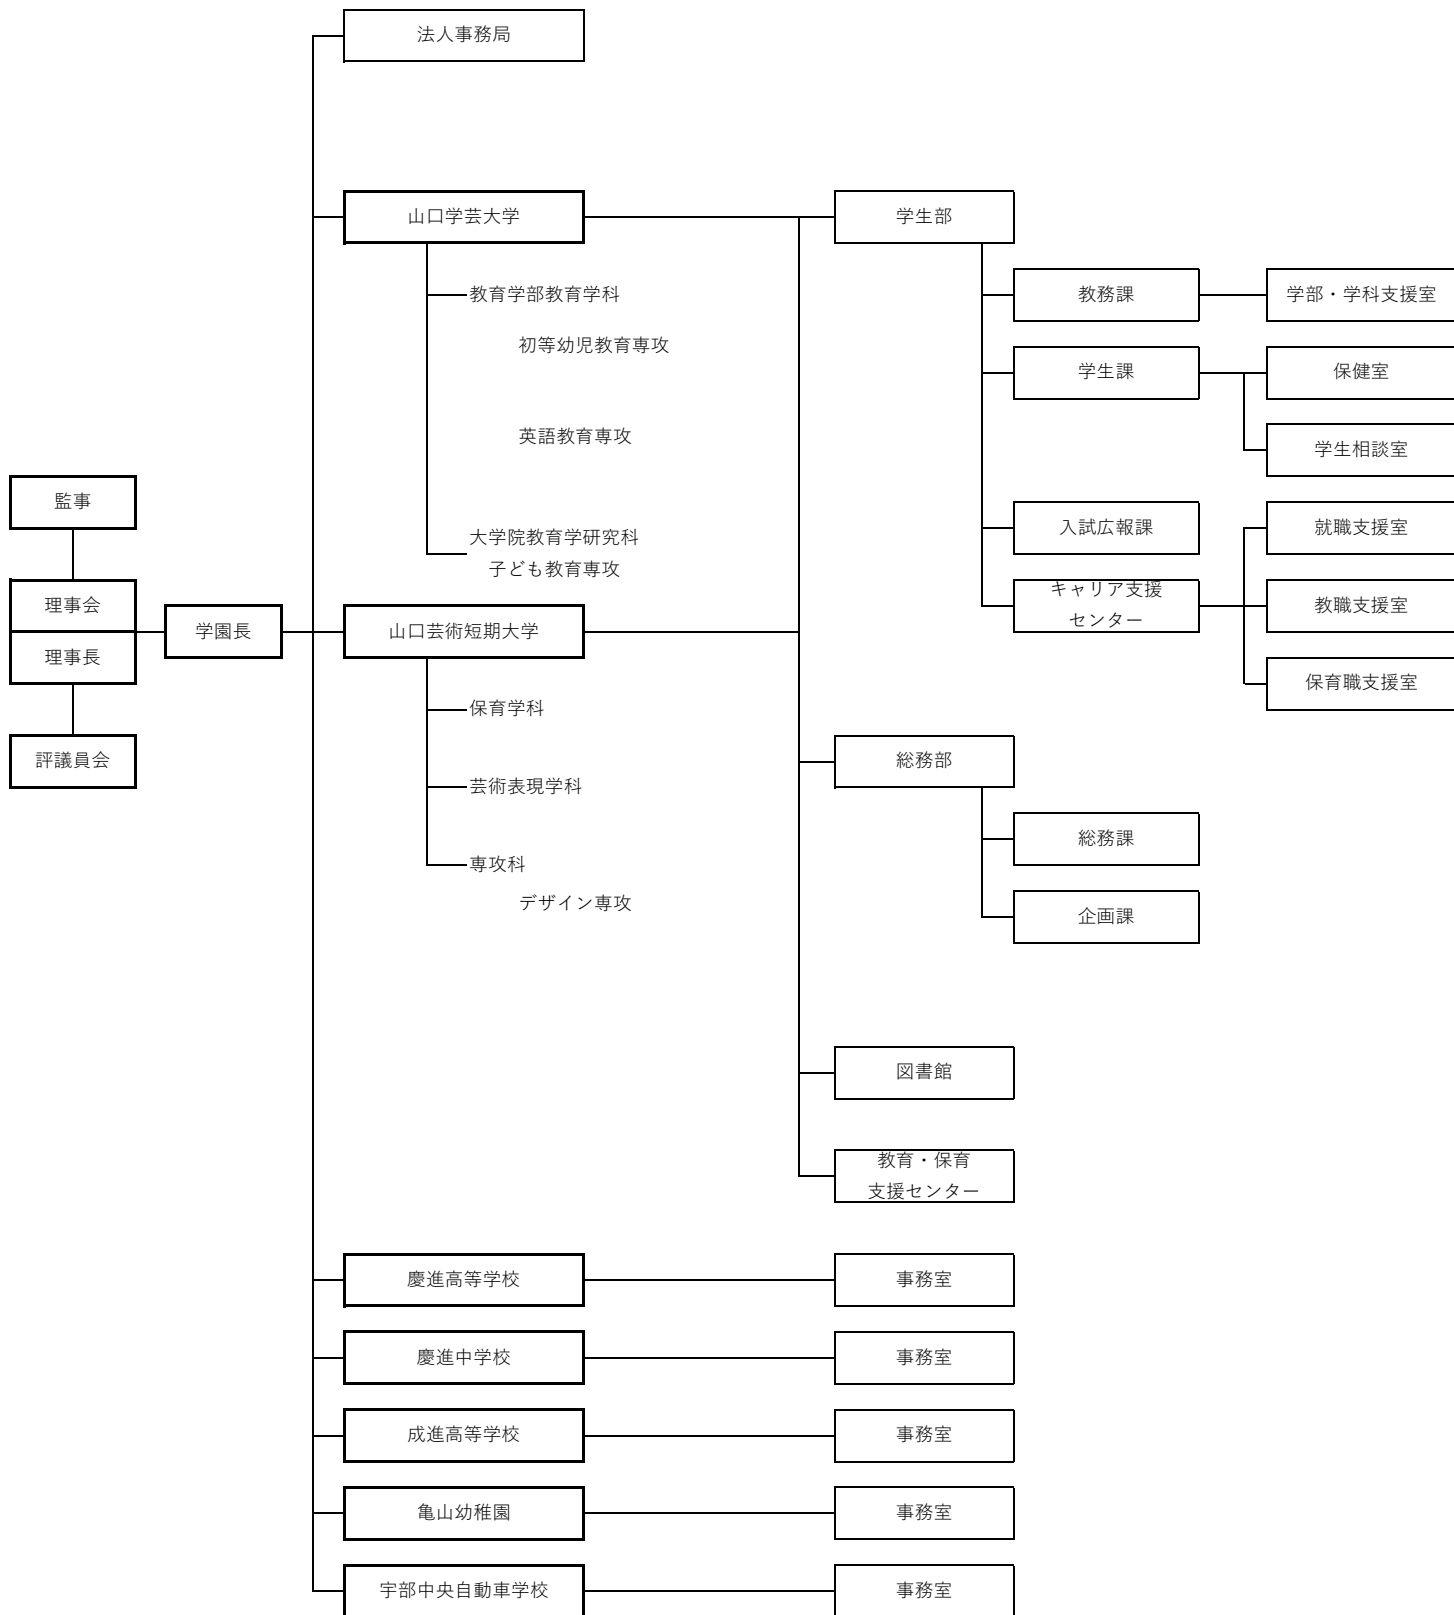 法人事務局
山口学芸大学
学生部
教育学部教育学科
教務課
学部・学科支援室
初等幼児教育専攻
学生課
保健室
英語教育専攻
学生相談室
監事
大学院教育学研究科
子ども教育専攻
入試広報課
就職支援室
理事会
理事長
学園長
山口芸術短期大学
キャリア支援
センター
教職支援室
保育職支援室
保育学科
評議員会
芸術表現学科
総務部
総務課
専攻科
デザイン専攻
企画課
図書館
教育・保育
支援センター
慶進高等学校
事務室
慶進中学校
事務室
成進高等学校
事務室
亀山幼稚園
事務室
宇部中央自動車学校
事務室